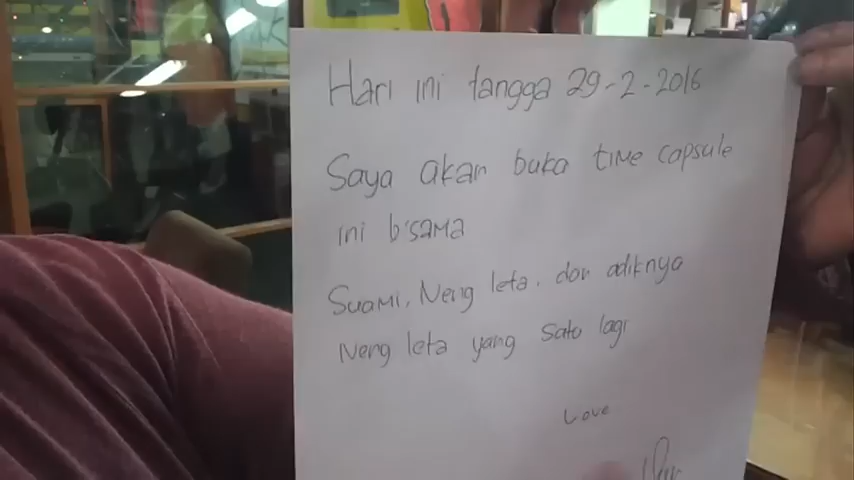 Hari ini tangga 29-2-2016
Saya akan buka time capsule
ini b'sama
Suami, Neng leta, dan adiknya
Neng leta yang satu lagi
Love